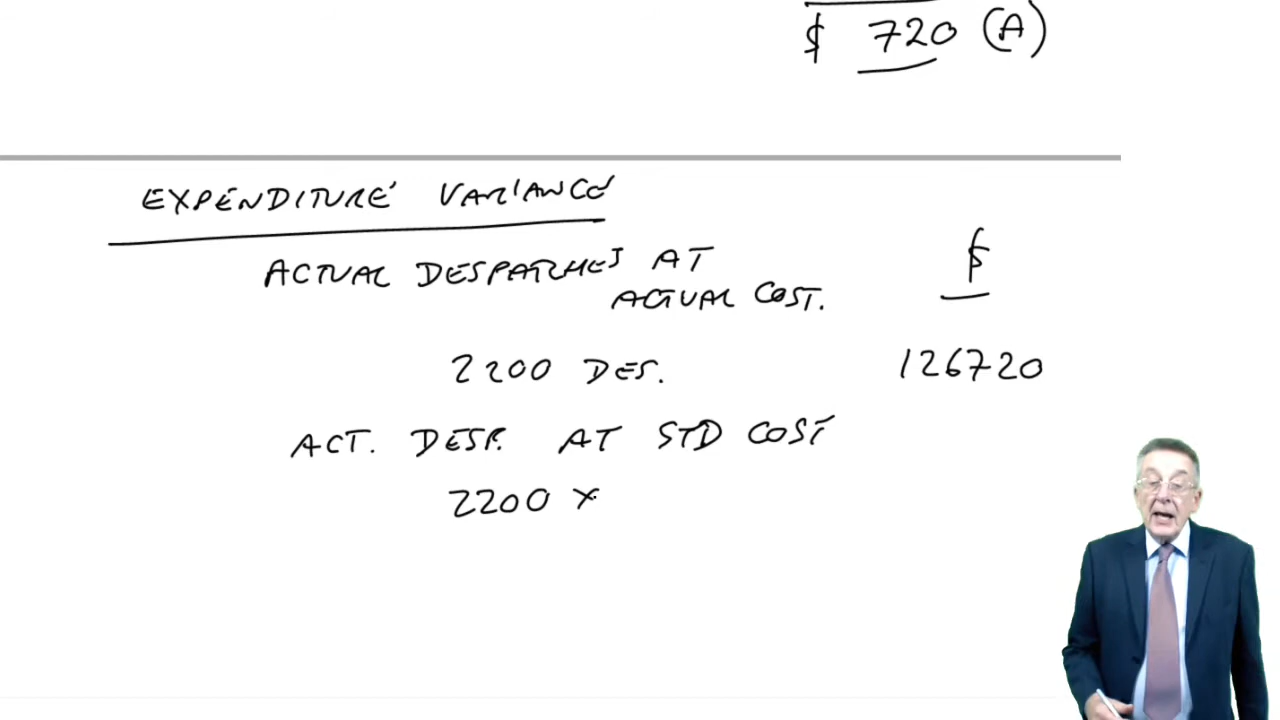 $ 720 (A)
EXPENDITURE VARIANCE
ACTUAL DESPATCHES AT $
ACTUAL COST.
2200 DES. 126720
ACT. DESP. AT STD COST
2200 X